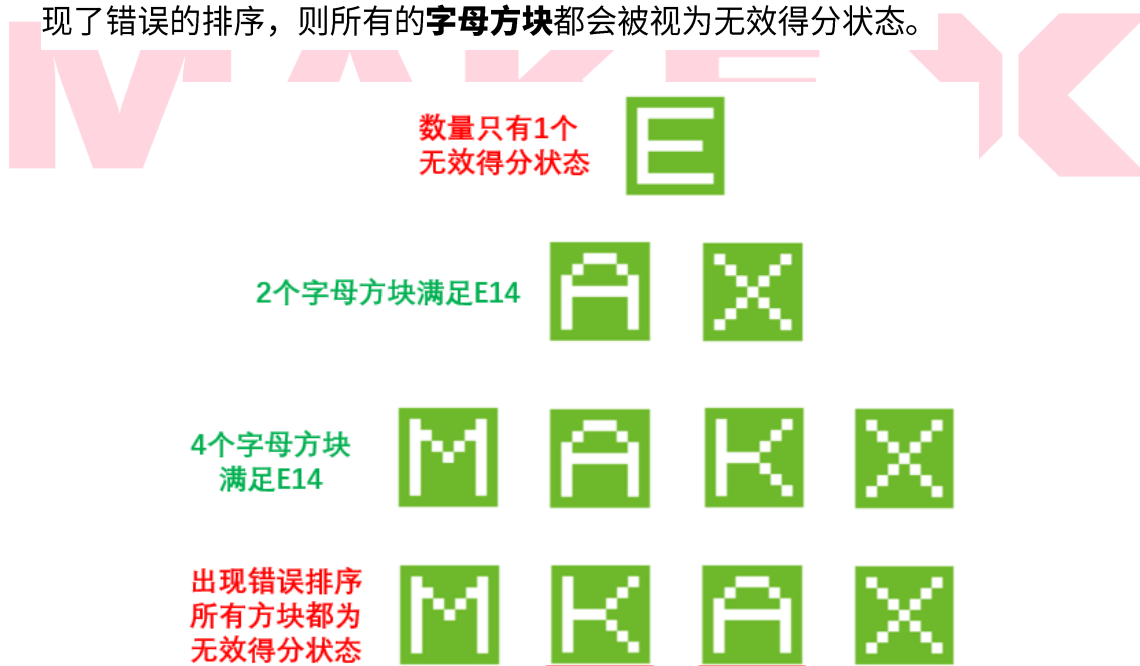 现了错误的排序，则所有的字母方块都会被视为无效得分状态。
MAKE X
数量只有1个
无效得分状态
E
2个字母方块满足E14
A X
4个字母方块
满足E14
M A K X
出现错误排序
所有方块都为
无效得分状态
M K A X